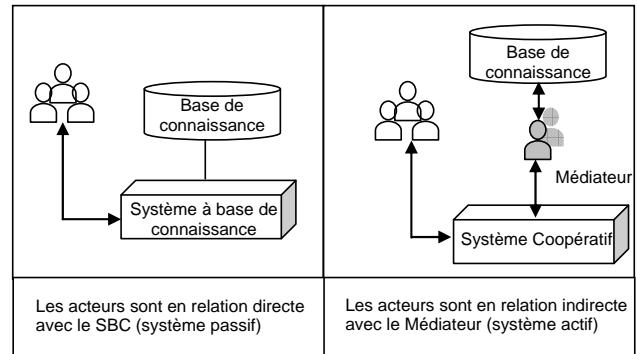 Base de
connaissance
Système à base de
connaissance
Les acteurs sont en relation directe
avec le SBC (système passif)
Base de
connaissance
Médiateur
Système Coopératif
Les acteurs sont en relation indirecte
avec le Médiateur (système actif)